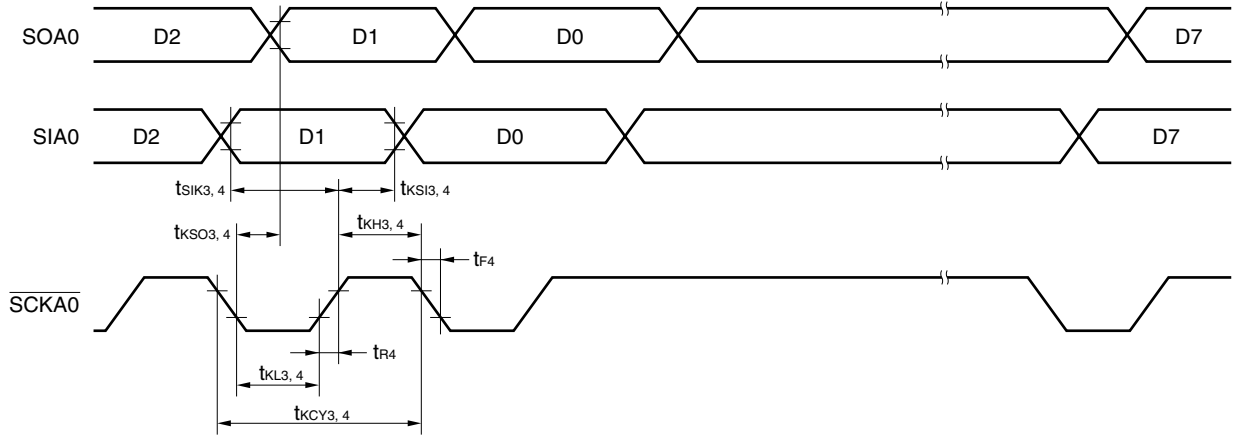 SOA0 D2 D1 D0 D7
SIA0 D2 D1 D0 D7
tSIK3, 4 tKSI3, 4
tKSO3, 4 tKH3, 4
tF4
SCKA0
tR4
tKL3, 4
tKCY3, 4